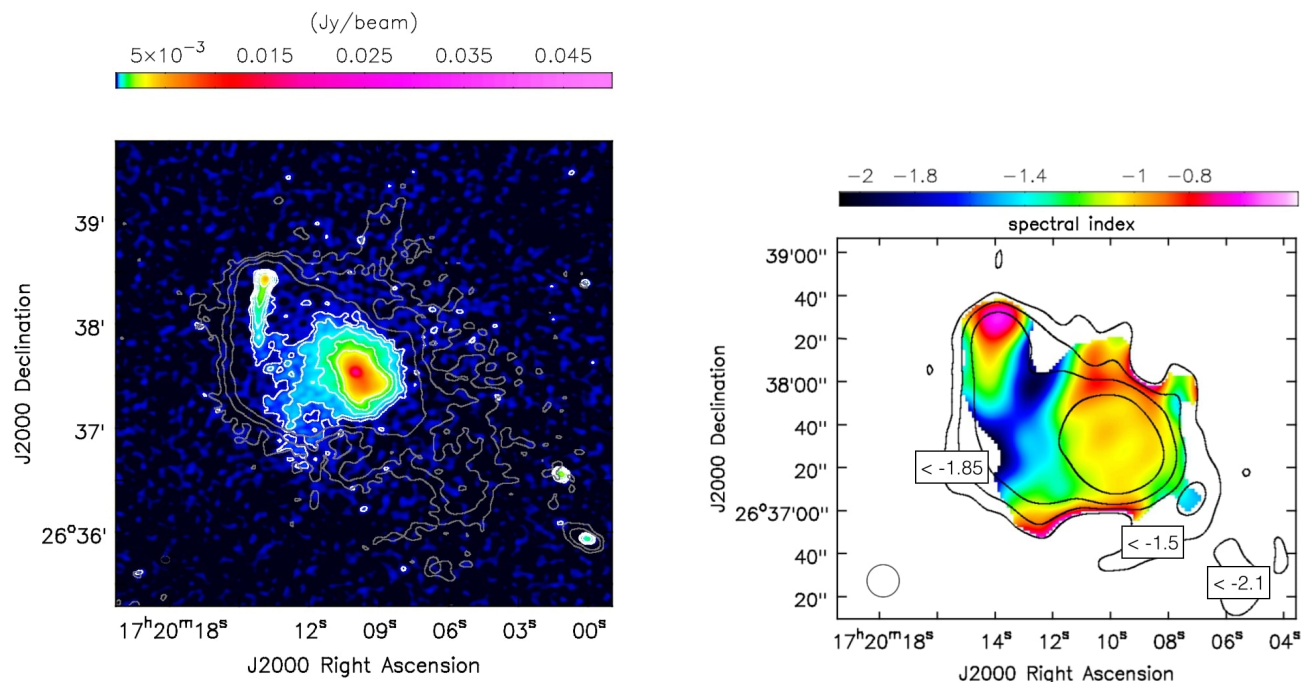 (Jy/beam)
5×10⁻³ 0.015 0.025 0.035 0.045
39'
38'
37'
26°36'
J2000 Declination
17ʰ20ᵐ18ˢ 12ˢ 09ˢ 06ˢ 03ˢ 00ˢ
J2000 Right Ascension
−2 −1.8 −1.4 −1 −0.8
spectral index
39'00''
40''
20''
38'00''
40''
20''
26°37'00''
40''
20''
J2000 Declination
< -1.85
< -1.5
< -2.1
17ʰ20ᵐ18ˢ 14ˢ 12ˢ 10ˢ 08ˢ 06ˢ 04ˢ
J2000 Right Ascension